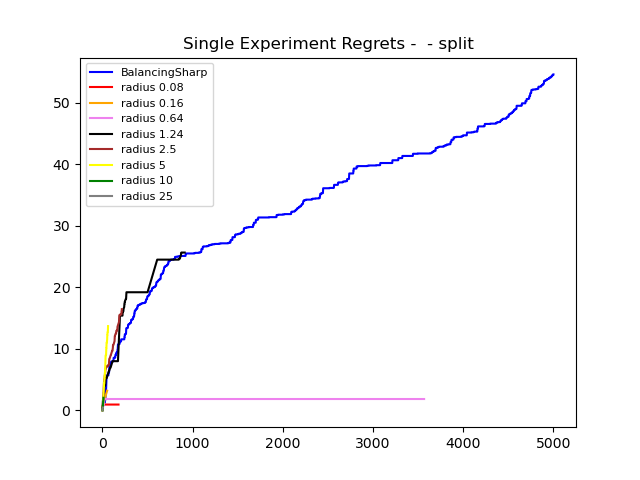 Single Experiment Regrets -  - split
BalancingSharp
radius 0.08
radius 0.16
radius 0.64
radius 1.24
radius 2.5
radius 5
radius 10
radius 25
50
40
30
20
10
0
0 1000 2000 3000 4000 5000